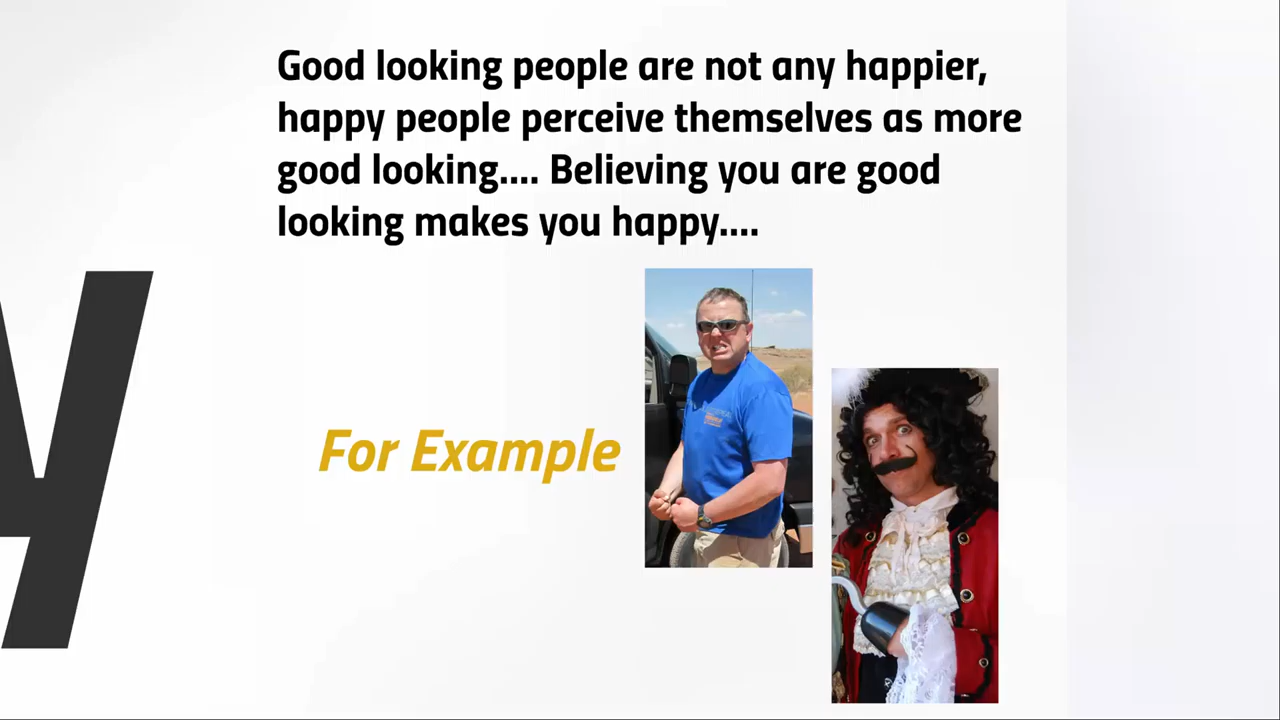 Good looking people are not any happier,
happy people perceive themselves as more
good looking.... Believing you are good
looking makes you happy....
For Example